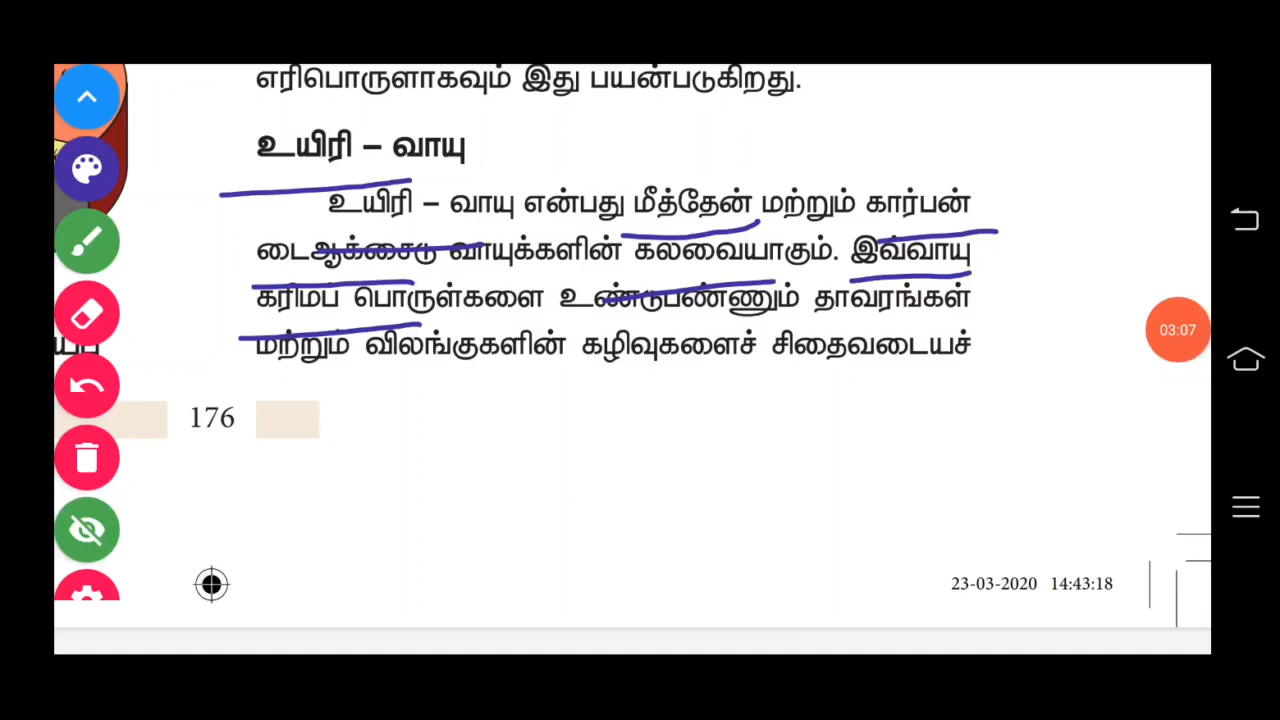 எரிபொருளாகவும் இது பயன்படுகிறது.
உயிரி – வாயு
உயிரி – வாயு என்பது மீத்தேன் மற்றும் கார்பன்
டைஆக்சைடு வாயுக்களின் கலவையாகும். இவ்வாயு
கரிமப் பொருள்களை உண்டுபண்ணும் தாவரங்கள்
மற்றும் விலங்குகளின் கழிவுகளைச் சிதைவடையச்
176
03:07
23-03-2020 14:43:18